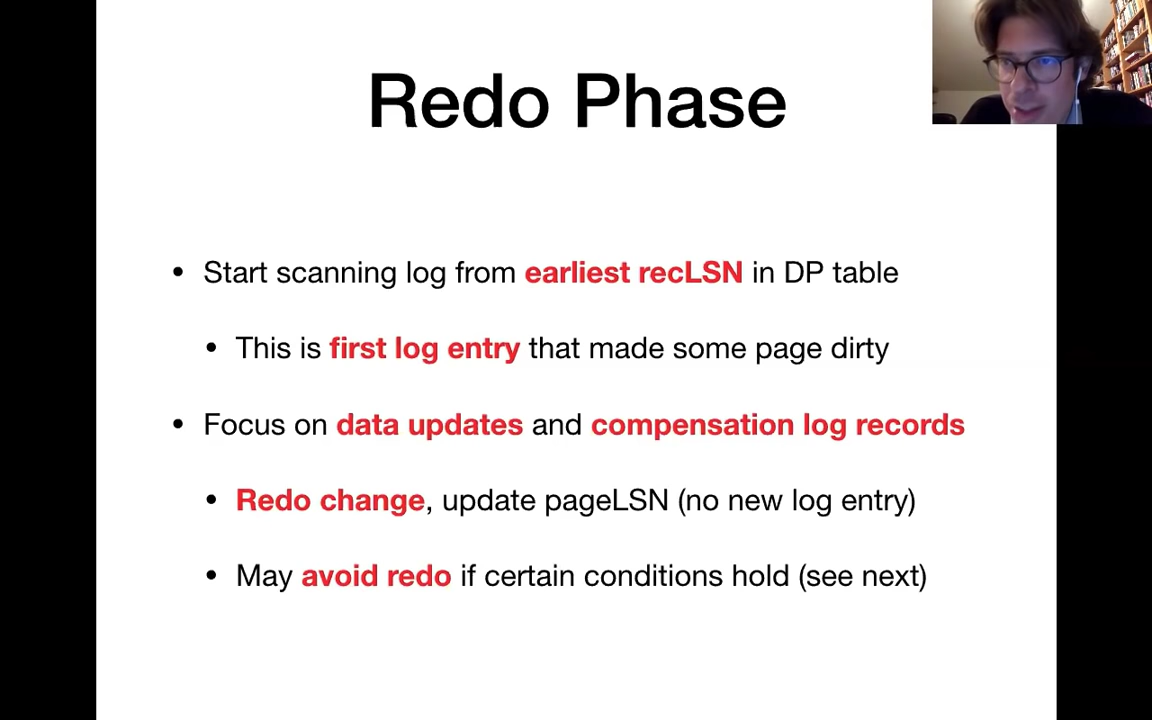 Redo Phase
• Start scanning log from earliest recLSN in DP table
• This is first log entry that made some page dirty
• Focus on data updates and compensation log records
• Redo change, update pageLSN (no new log entry)
• May avoid redo if certain conditions hold (see next)